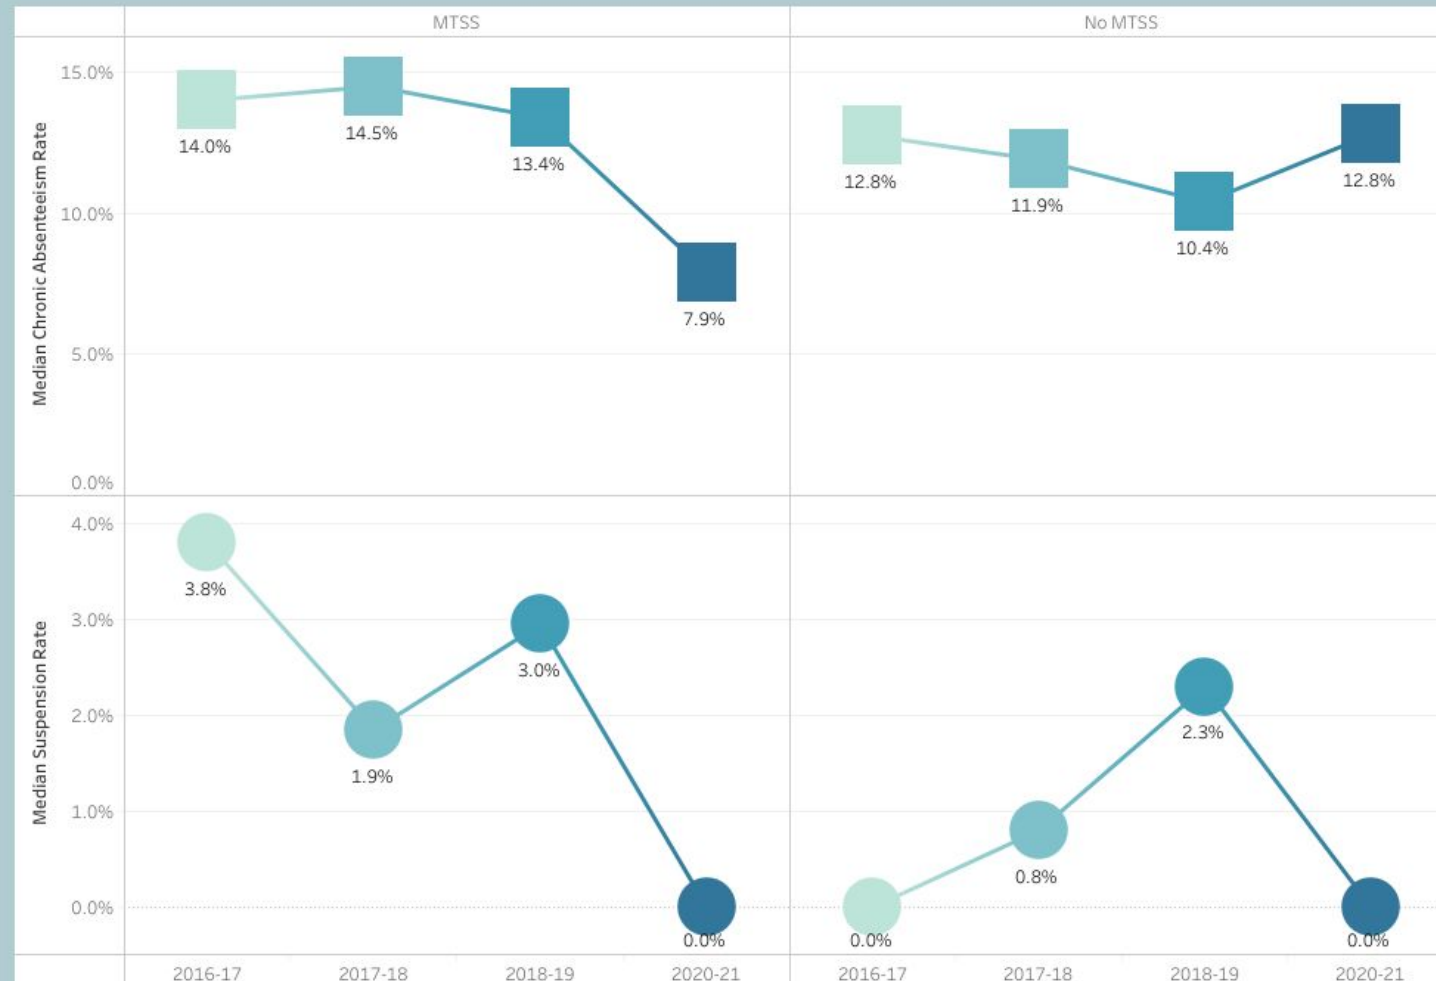 MTSS No MTSS
Median Chronic Absenteeism Rate
15.0%
10.0%
5.0%
0.0%
14.0% 14.5% 13.4% 7.9%
12.8% 11.9% 10.4% 12.8%
Median Suspension Rate
4.0%
3.0%
2.0%
1.0%
0.0%
3.8% 1.9% 3.0% 0.0%
0.0% 0.8% 2.3% 0.0%
2016-17 2017-18 2018-19 2020-21 2016-17 2017-18 2018-19 2020-21